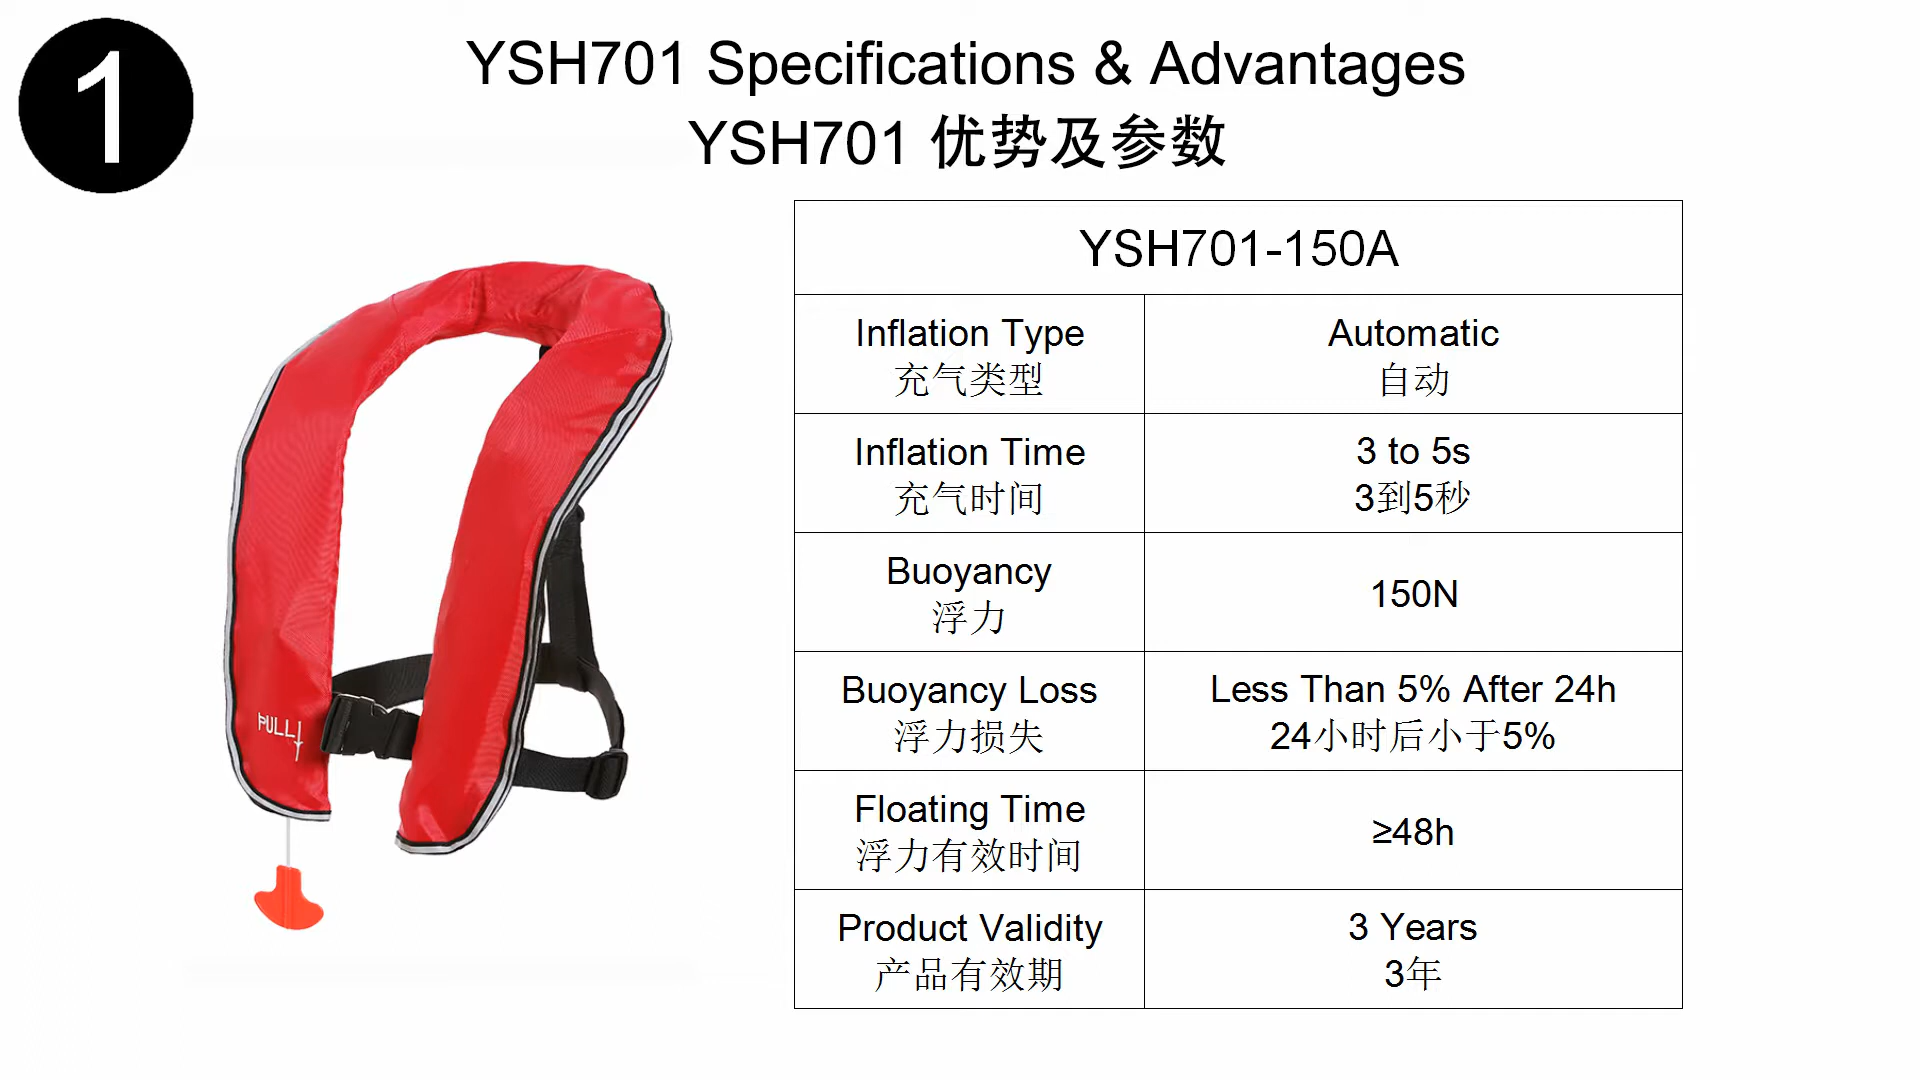 1
YSH701 Specifications & Advantages
YSH701 优势及参数
YSH701-150A
Inflation Type
充气类型
Automatic
自动
Inflation Time
充气时间
3 to 5s
3到5秒
Buoyancy
浮力
150N
Buoyancy Loss
浮力损失
Less Than 5% After 24h
24小时后小于5%
Floating Time
浮力有效时间
≥48h
Product Validity
产品有效期
3 Years
3年
PULL